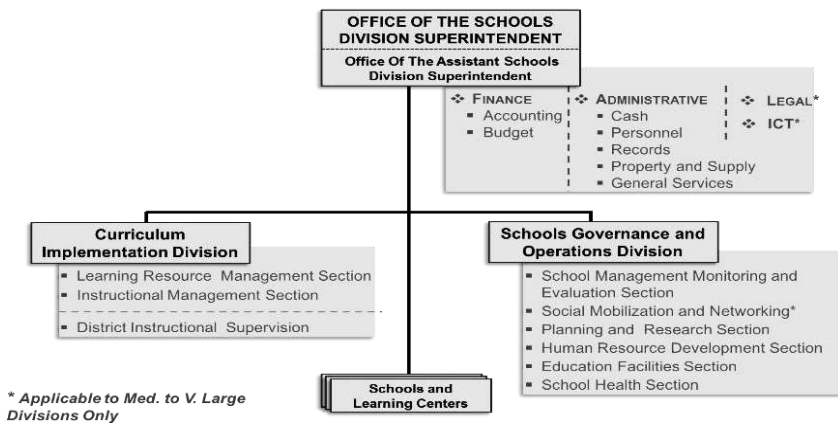 OFFICE OF THE SCHOOLS
DIVISION SUPERINTENDENT
Office Of The Assistant Schools
Division Superintendent
❖ FINANCE
▪ Accounting
▪ Budget
❖ ADMINISTRATIVE
▪ Cash
▪ Personnel
▪ Records
▪ Property and Supply
▪ General Services
❖ LEGAL*
❖ ICT*
Curriculum
Implementation Division
▪ Learning Resource Management Section
▪ Instructional Management Section
▪ District Instructional Supervision
Schools Governance and
Operations Division
▪ School Management Monitoring and
Evaluation Section
▪ Social Mobilization and Networking*
▪ Planning and Research Section
▪ Human Resource Development Section
▪ Education Facilities Section
▪ School Health Section
Schools and
Learning Centers
* Applicable to Med. to V. Large
Divisions Only